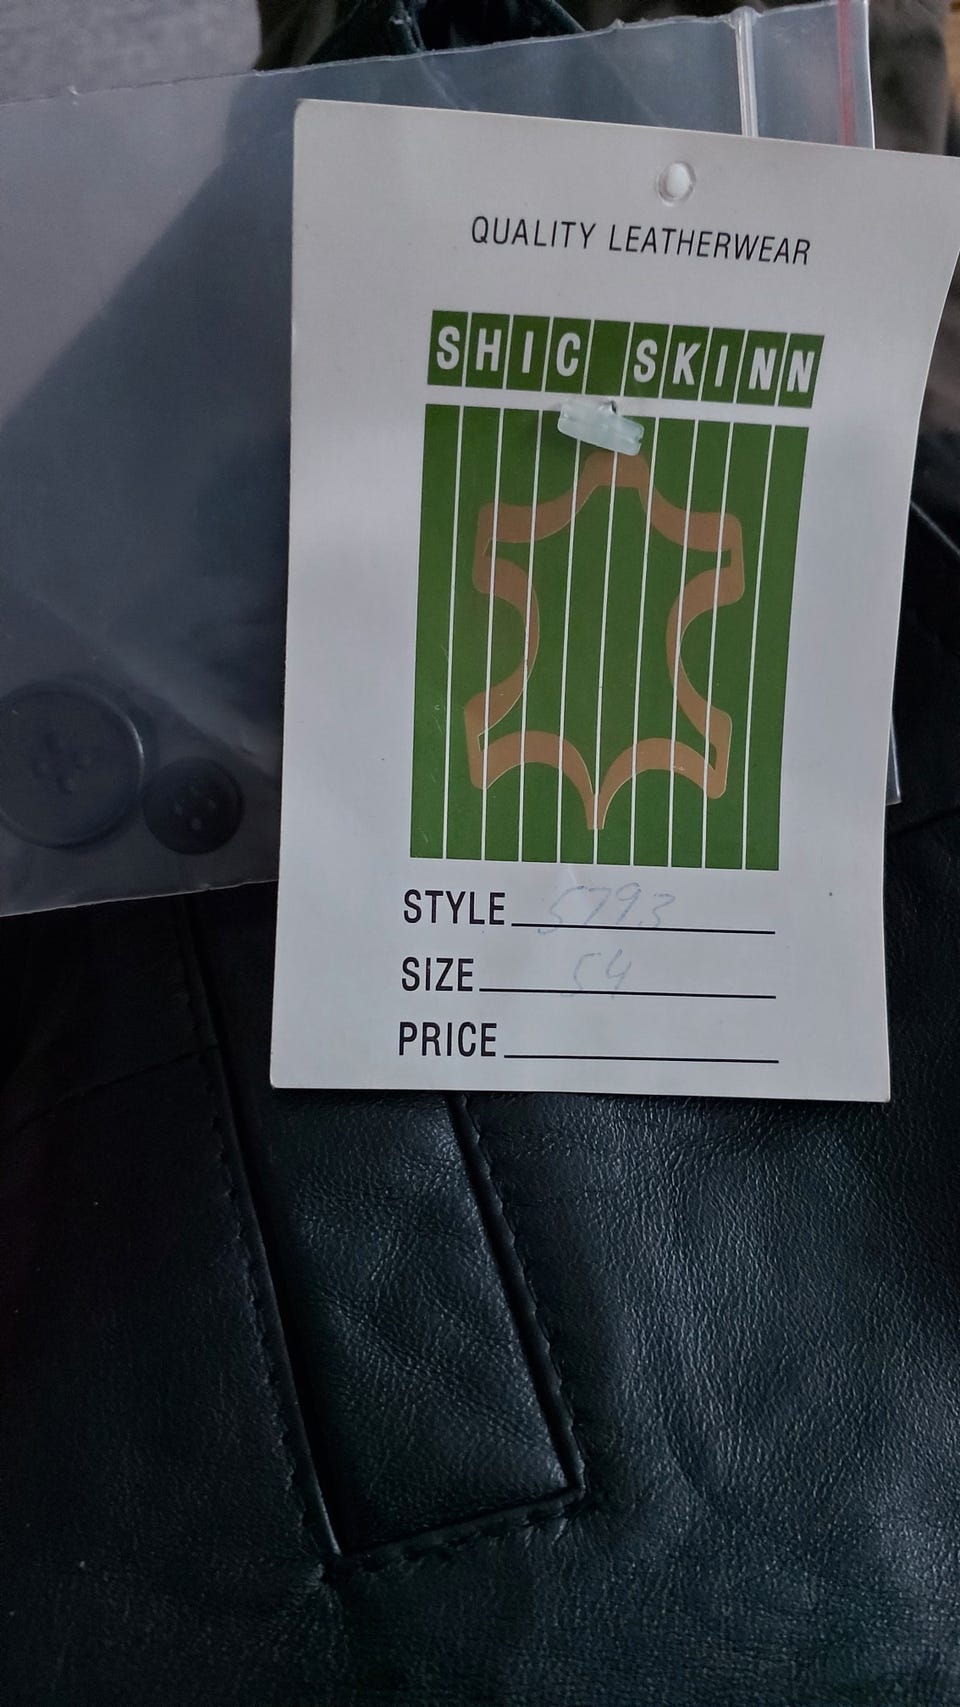 QUALITY LEATHERWEAR
SHIC SKINN
STYLE 5793
SIZE 54
PRICE